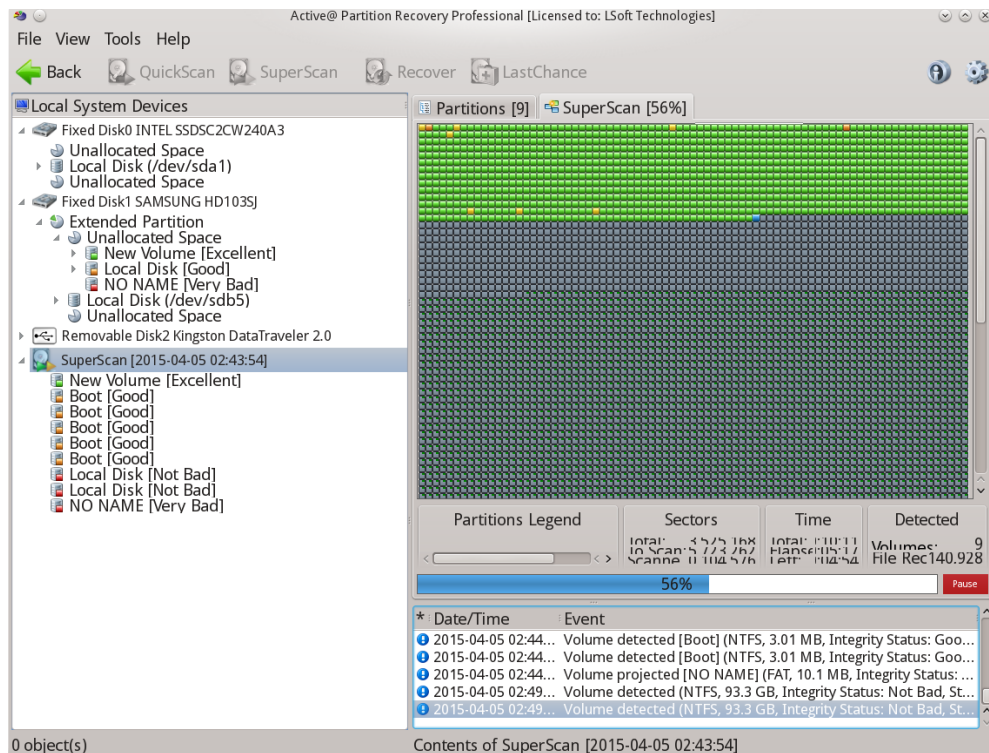 Active@ Partition Recovery Professional [Licensed to: LSoft Technologies]
File View Tools Help
Back QuickScan SuperScan Recover LastChance
Local System Devices
Fixed Disk0 INTEL SSDSC2CW240A3
Unallocated Space
Local Disk (/dev/sda1)
Unallocated Space
Fixed Disk1 SAMSUNG HD103SJ
Extended Partition
Unallocated Space
New Volume [Excellent]
Local Disk [Good]
NO NAME [Very Bad]
Local Disk (/dev/sdb5)
Unallocated Space
Removable Disk2 Kingston DataTraveler 2.0
SuperScan [2015-04-05 02:43:54]
New Volume [Excellent]
Boot [Good]
Boot [Good]
Boot [Good]
Boot [Good]
Boot [Good]
Local Disk [Not Bad]
Local Disk [Not Bad]
NO NAME [Very Bad]
Partitions [9] SuperScan [56%]
Partitions Legend
Sectors
Time
Detected
Volumes: 9
File Rec140.928
56%
Pause
* Date/Time Event
2015-04-05 02:44... Volume detected [Boot] (NTFS, 3.01 MB, Integrity Status: Goo...
2015-04-05 02:44... Volume detected [Boot] (NTFS, 3.01 MB, Integrity Status: Goo...
2015-04-05 02:44... Volume projected [NO NAME] (FAT, 10.1 MB, Integrity Status: ...
2015-04-05 02:49... Volume detected (NTFS, 93.3 GB, Integrity Status: Not Bad, St...
2015-04-05 02:49... Volume detected (NTFS, 93.3 GB, Integrity Status: Not Bad, St...
0 object(s)
Contents of SuperScan [2015-04-05 02:43:54]